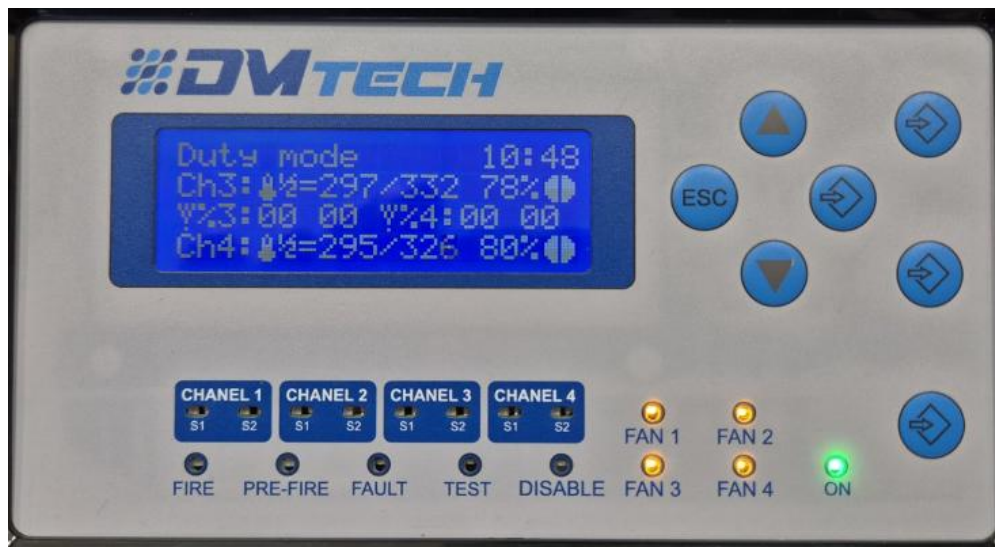 DMTECH
Duty mode 10:48
Ch3:½=297/332 78%
Y%3:00 00 Y%4:00 00
Ch4:½=295/326 80%
ESC
CHANEL 1 CHANEL 2 CHANEL 3 CHANEL 4
S1 S2 S1 S2 S1 S2 S1 S2
FAN 1 FAN 2
FIRE PRE-FIRE FAULT TEST DISABLE FAN 3 FAN 4 ON